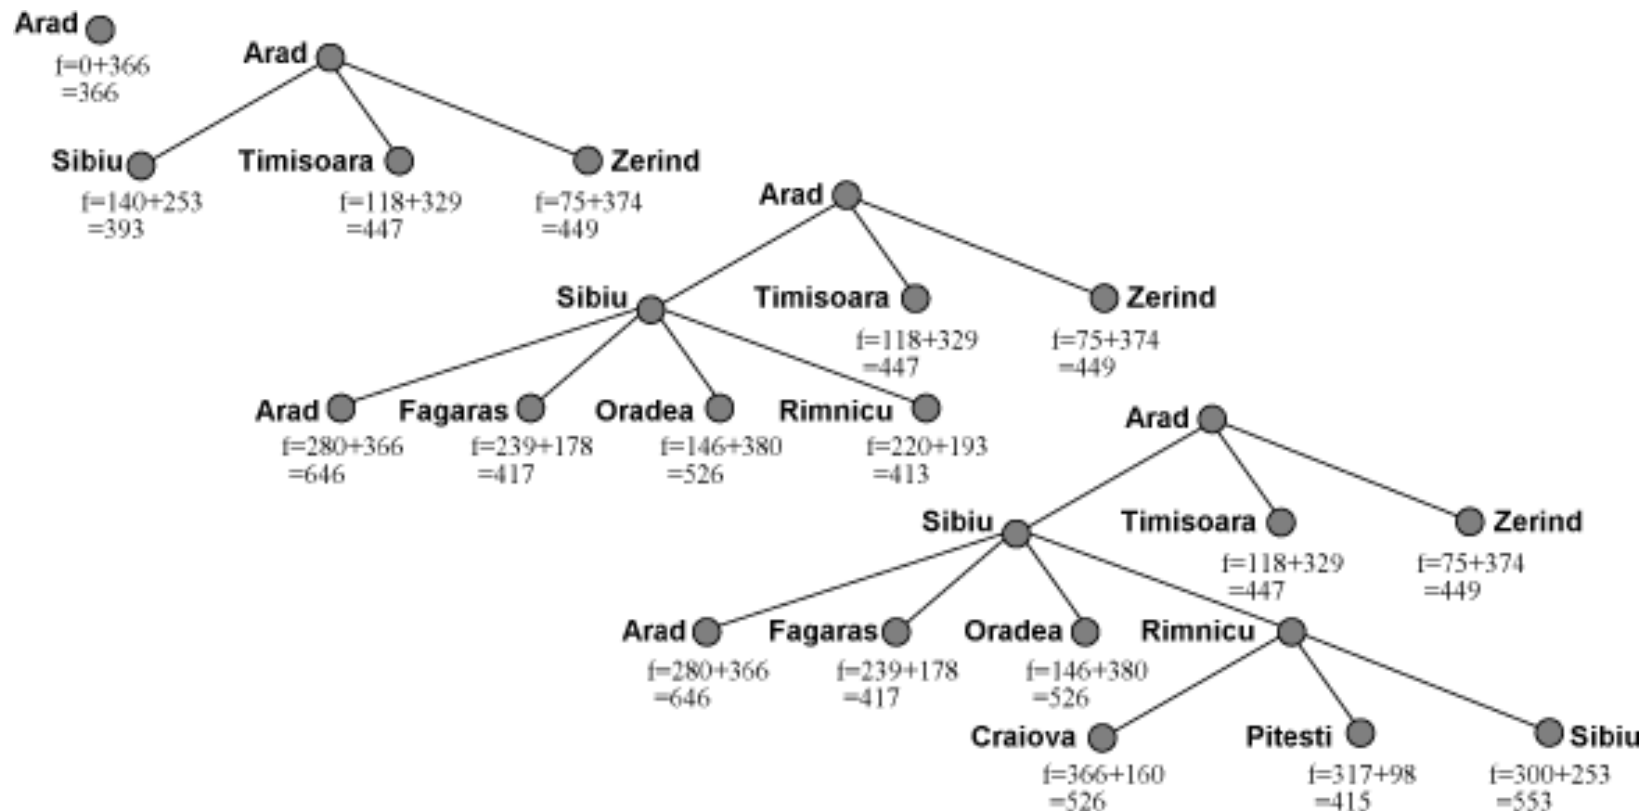 Arad
f=0+366
=366
Arad
Sibiu
f=140+253
=393
Timisoara
f=118+329
=447
Zerind
f=75+374
=449
Arad
Sibiu
Timisoara
f=118+329
=447
Zerind
f=75+374
=449
Arad
f=280+366
=646
Fagaras
f=239+178
=417
Oradea
f=146+380
=526
Rimnicu
f=220+193
=413
Arad
Sibiu
Timisoara
f=118+329
=447
Zerind
f=75+374
=449
Arad
f=280+366
=646
Fagaras
f=239+178
=417
Oradea
f=146+380
=526
Rimnicu
Craiova
f=366+160
=526
Pitesti
f=317+98
=415
Sibiu
f=300+253
=553